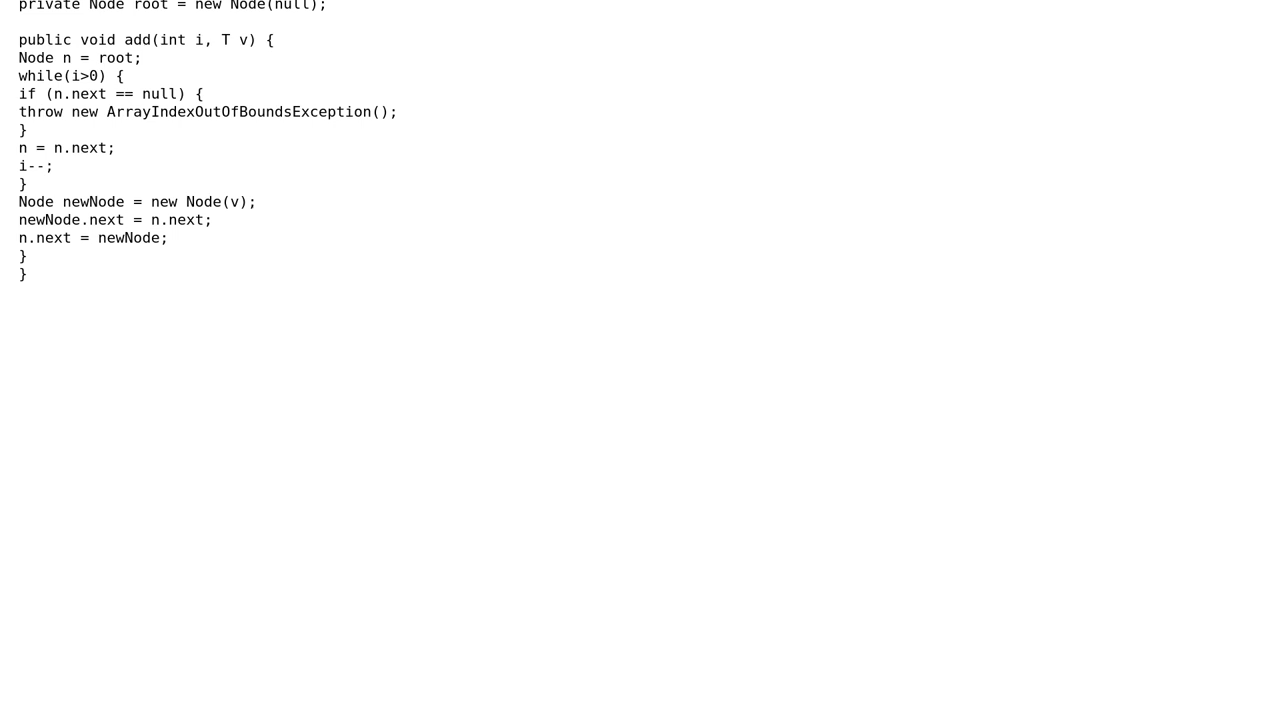 private Node root = new Node(null);

public void add(int i, T v) {
Node n = root;
while(i>0) {
if (n.next == null) {
throw new ArrayIndexOutOfBoundsException();
}
n = n.next;
i--;
}
Node newNode = new Node(v);
newNode.next = n.next;
n.next = newNode;
}
}